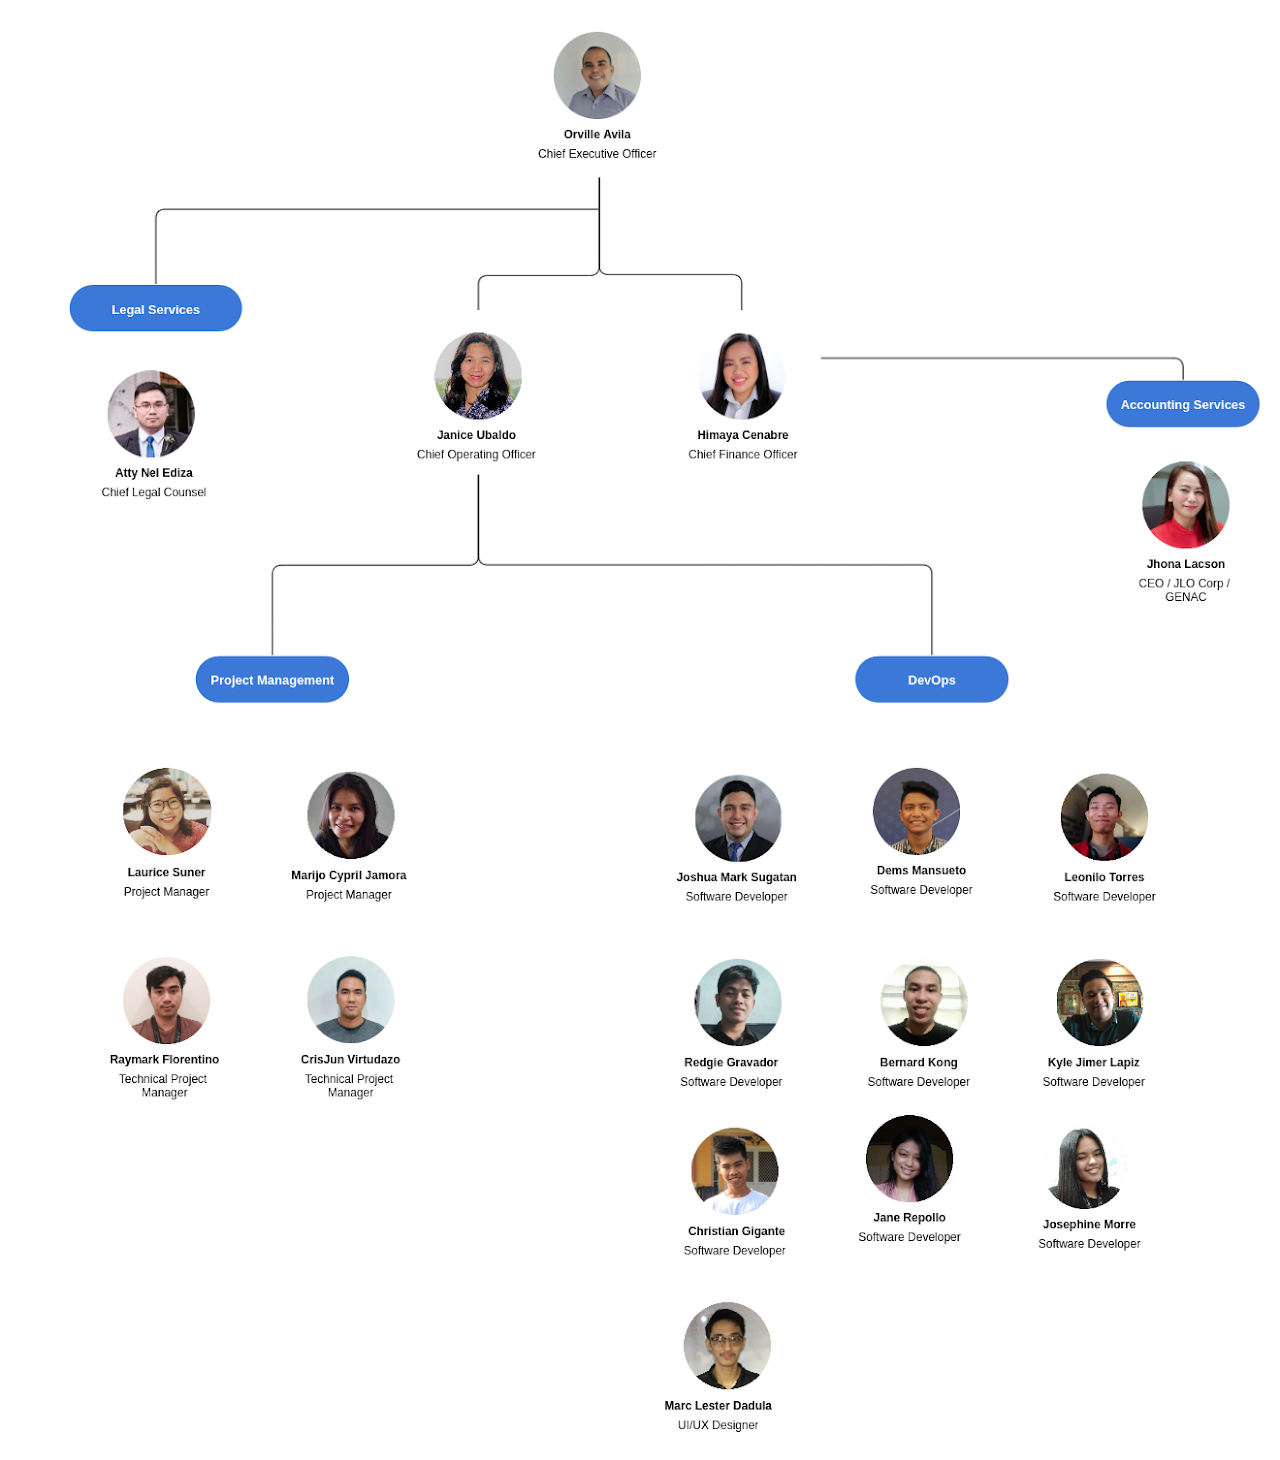 Orville Avila
Chief Executive Officer
Legal Services
Atty Nel Ediza
Chief Legal Counsel
Janice Ubaldo
Chief Operating Officer
Himaya Cenabre
Chief Finance Officer
Accounting Services
Jhona Lacson
CEO / JLO Corp /
GENAC
Project Management
DevOps
Laurice Suner
Project Manager
Marijo Cypril Jamora
Project Manager
Raymark Florentino
Technical Project
Manager
CrisJun Virtudazo
Technical Project
Manager
Joshua Mark Sugatan
Software Developer
Dems Mansueto
Software Developer
Leonilo Torres
Software Developer
Redgie Gravador
Software Developer
Bernard Kong
Software Developer
Kyle Jimer Lapiz
Software Developer
Christian Gigante
Software Developer
Jane Repollo
Software Developer
Josephine Morre
Software Developer
Marc Lester Dadula
UI/UX Designer